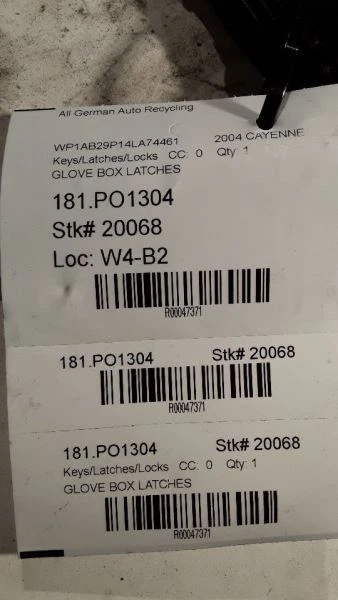 All German Auto Recycling
WP1AB29P14LA74461 2004 CAYENNE
Keys/Latches/Locks CC: 0 Qty 1
GLOVE BOX LATCHES
181.PO1304
Stk# 20068
Loc: W4-B2
R00047371
181.PO1304 Stk# 20068
R00047371
181.PO1304 Stk# 20068
Keys/Latches/Locks CC: 0 Qty: 1
GLOVE BOX LATCHES
R00047371